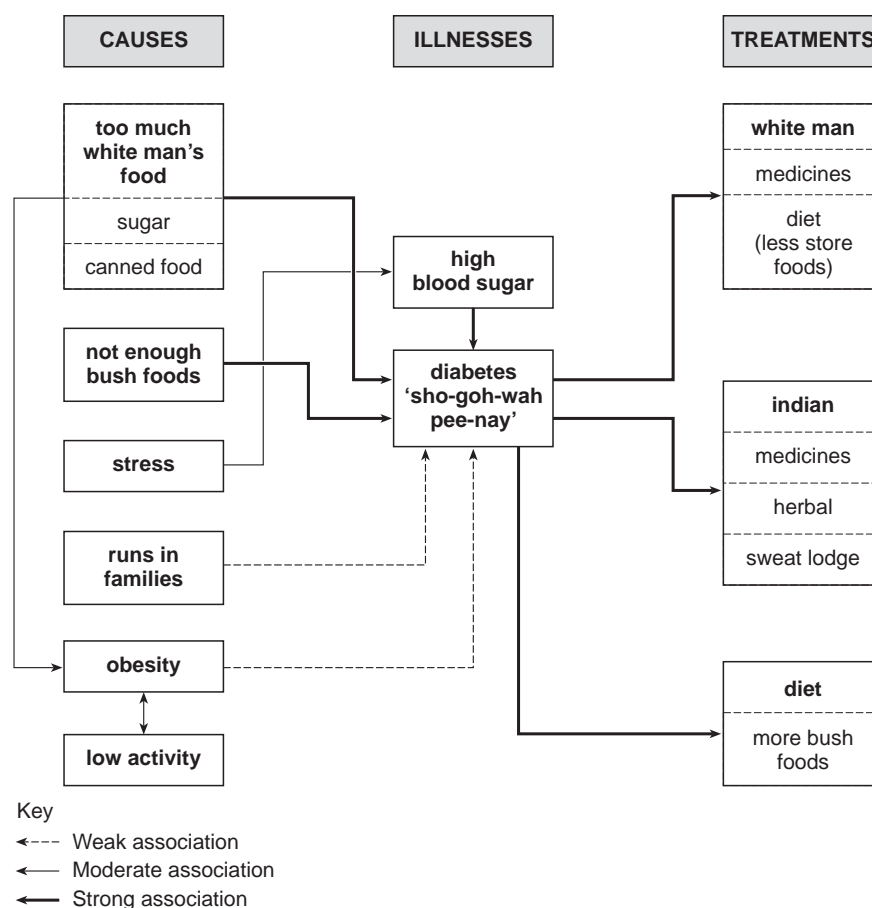 CAUSES
ILLNESSES
TREATMENTS
too much
white man’s
food
sugar
canned food
not enough
bush foods
stress
runs in
families
obesity
low activity
high
blood sugar
diabetes
‘sho-goh-wah
pee-nay’
white man
medicines
diet
(less store
foods)
indian
medicines
herbal
sweat lodge
diet
more bush
foods
Key
Weak association
Moderate association
Strong association